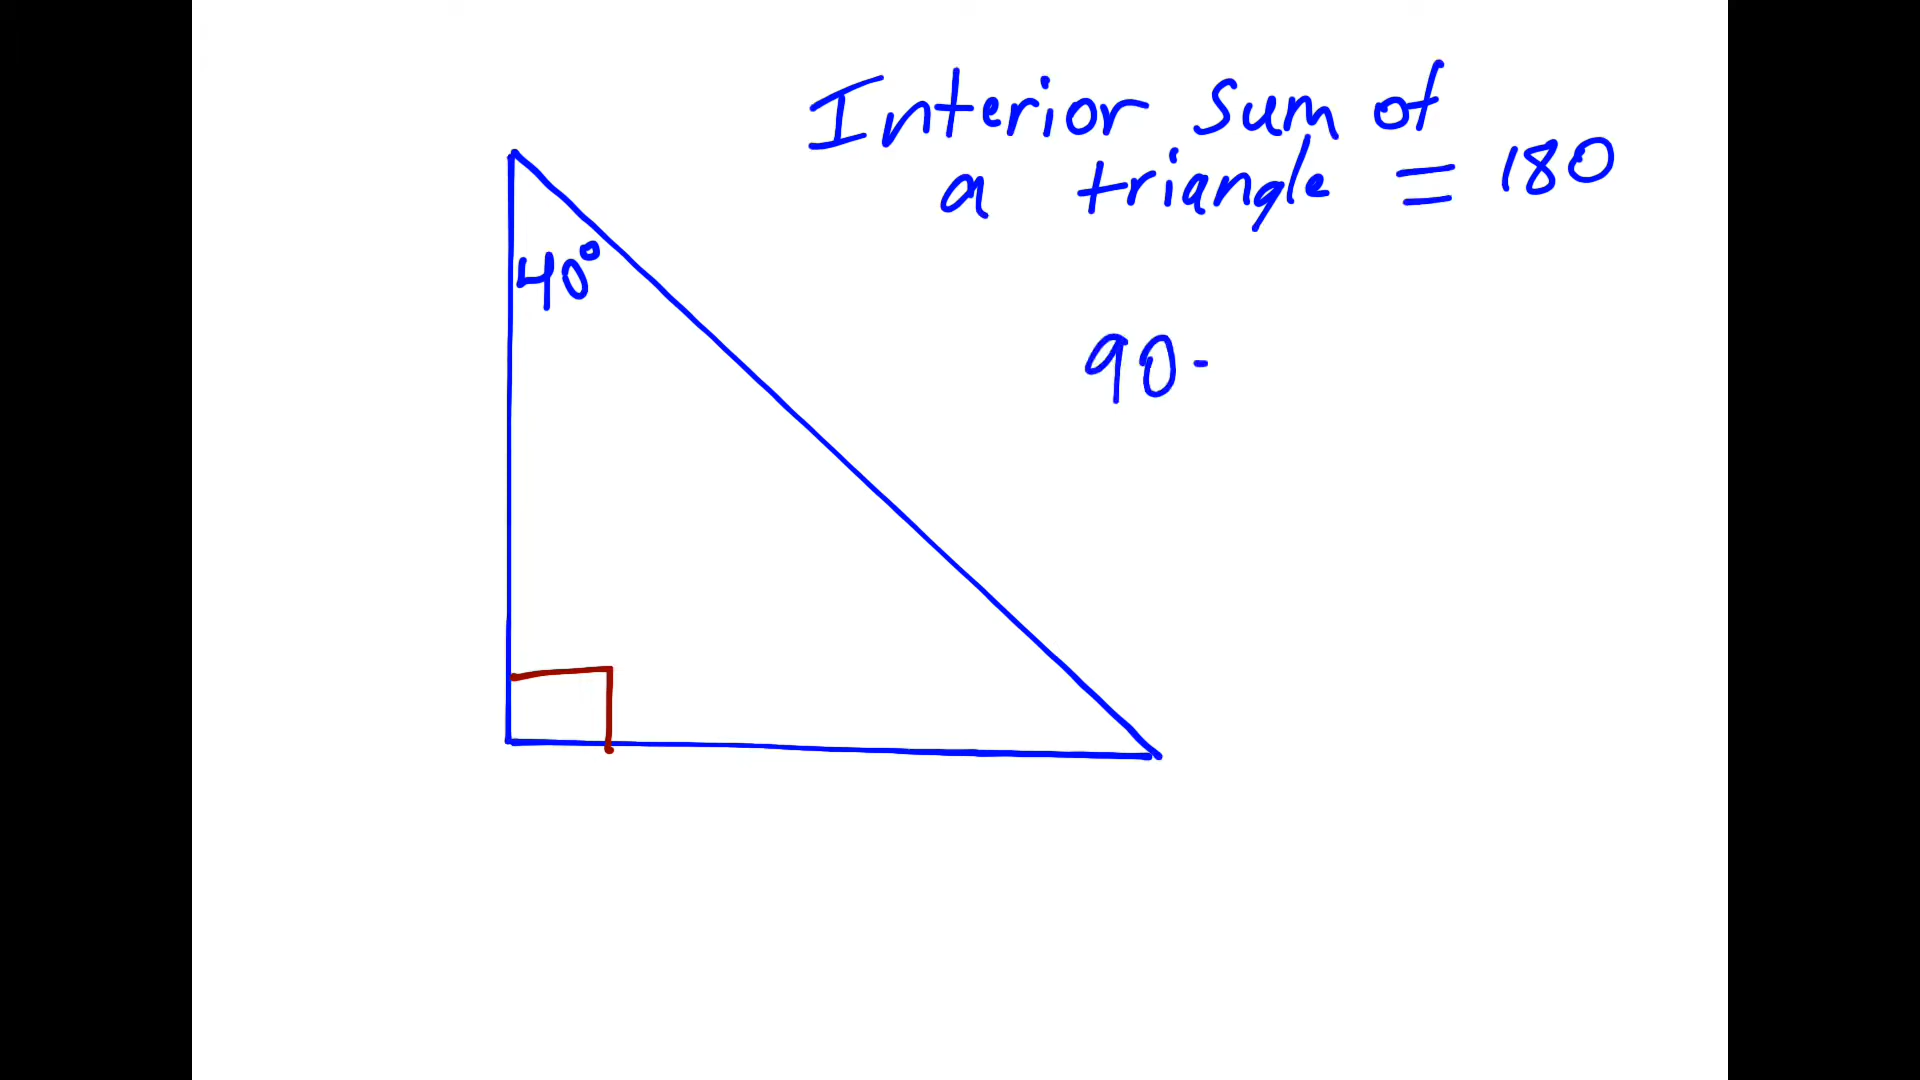 Interior Sum of
a triangle = 180
40°
90-